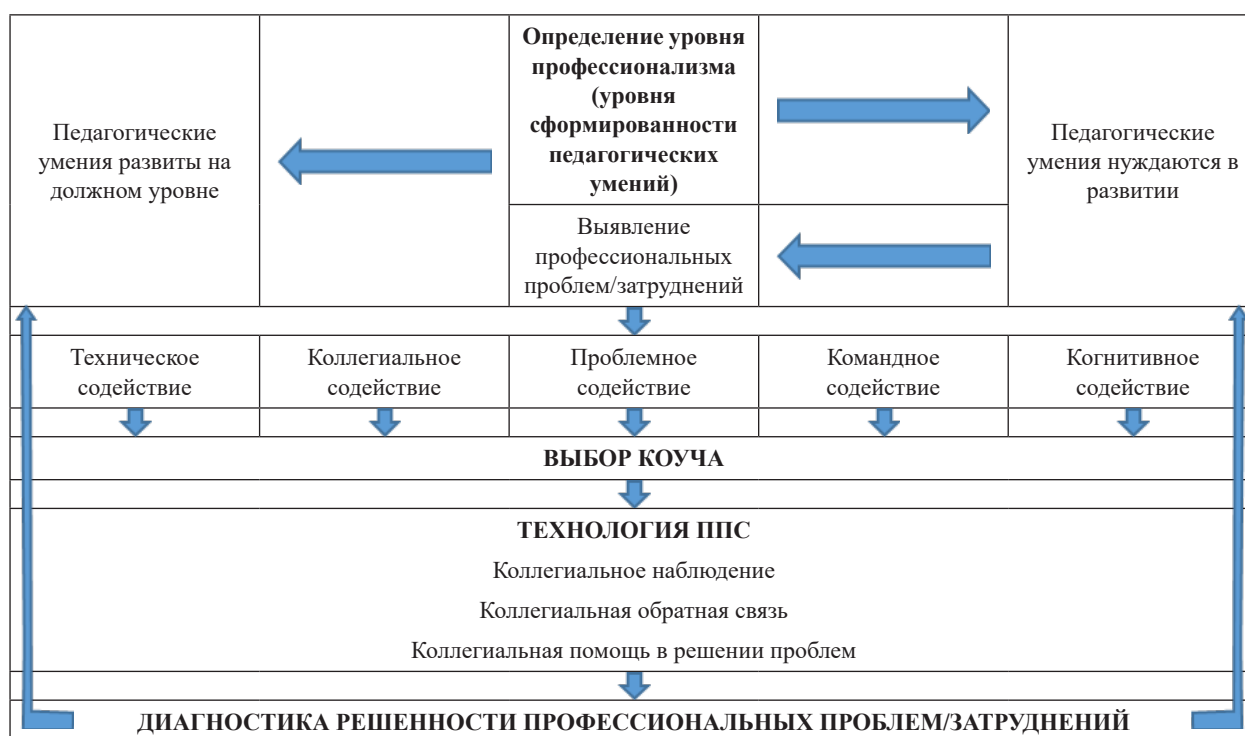 Педагогические
умения развиты на
должном уровне
Определение уровня
профессионализма
(уровня
сформированности
педагогических
умений)
Педагогические
умения нуждаются в
развитии
Выявление
профессиональных
проблем/затруднений
Техническое
содействие
Коллегиальное
содействие
Проблемное
содействие
Командное
содействие
Когнитивное
содействие
ВЫБОР КОУЧА
ТЕХНОЛОГИЯ ППС
Коллегиальное наблюдение
Коллегиальная обратная связь
Коллегиальная помощь в решении проблем
ДИАГНОСТИКА РЕШЕННОСТИ ПРОФЕССИОНАЛЬНЫХ ПРОБЛЕМ/ЗАТРУДНЕНИЙ